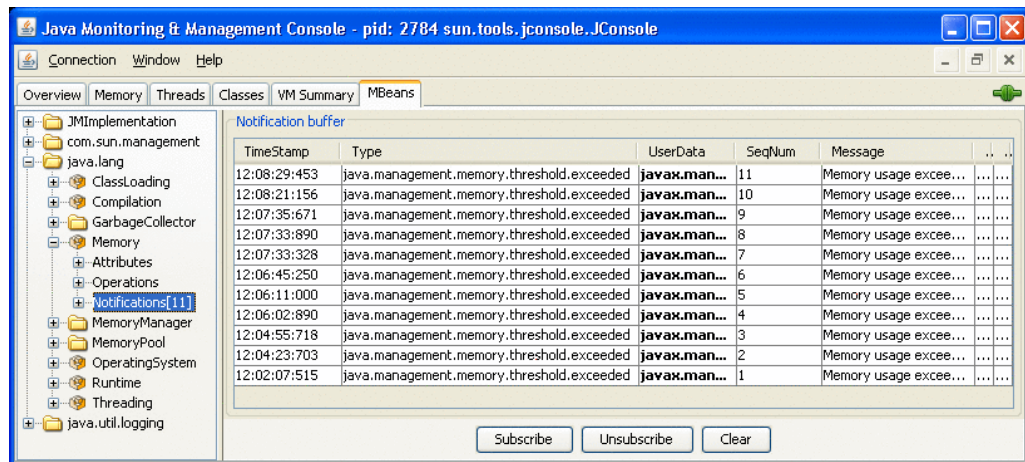 Java Monitoring & Management Console - pid: 2784 sun.tools.jconsole.JConsole
Connection Window Help
Overview Memory Threads Classes VM Summary MBeans
JMImplementation
com.sun.management
java.lang
ClassLoading
Compilation
GarbageCollector
Memory
Attributes
Operations
Notifications[11]
MemoryManager
MemoryPool
OperatingSystem
Runtime
Threading
java.util.logging
Notification buffer
TimeStamp Type UserData SeqNum Message .. ..
12:08:29:453 java.management.memory.threshold.exceeded javax.man... 11 Memory usage excee... ... ...
12:08:21:156 java.management.memory.threshold.exceeded javax.man... 10 Memory usage excee... ... ...
12:07:35:671 java.management.memory.threshold.exceeded javax.man... 9 Memory usage excee... ... ...
12:07:33:890 java.management.memory.threshold.exceeded javax.man... 8 Memory usage excee... ... ...
12:07:33:328 java.management.memory.threshold.exceeded javax.man... 7 Memory usage excee... ... ...
12:06:45:250 java.management.memory.threshold.exceeded javax.man... 6 Memory usage excee... ... ...
12:06:11:000 java.management.memory.threshold.exceeded javax.man... 5 Memory usage excee... ... ...
12:06:02:890 java.management.memory.threshold.exceeded javax.man... 4 Memory usage excee... ... ...
12:04:55:718 java.management.memory.threshold.exceeded javax.man... 3 Memory usage excee... ... ...
12:04:23:703 java.management.memory.threshold.exceeded javax.man... 2 Memory usage excee... ... ...
12:02:07:515 java.management.memory.threshold.exceeded javax.man... 1 Memory usage excee... ... ...
Subscribe Unsubscribe Clear